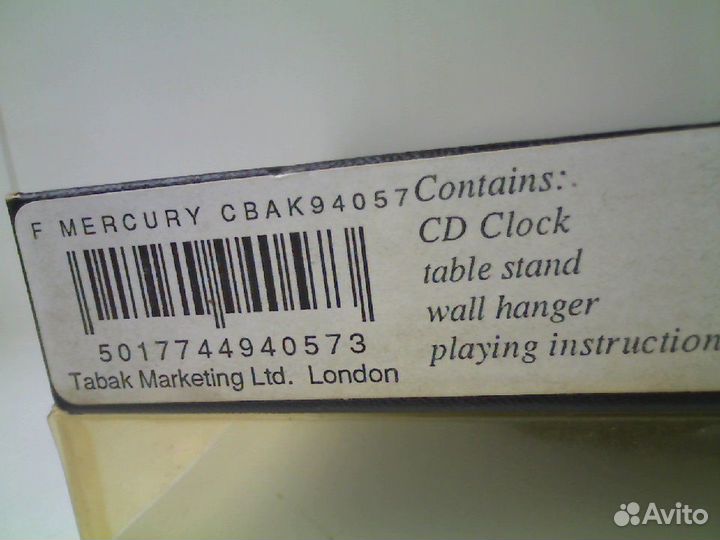 F MERCURY CBAK94057
5017744940573
Tabak Marketing Ltd. London
Contains:
CD Clock
table stand
wall hanger
playing instruction
Avito